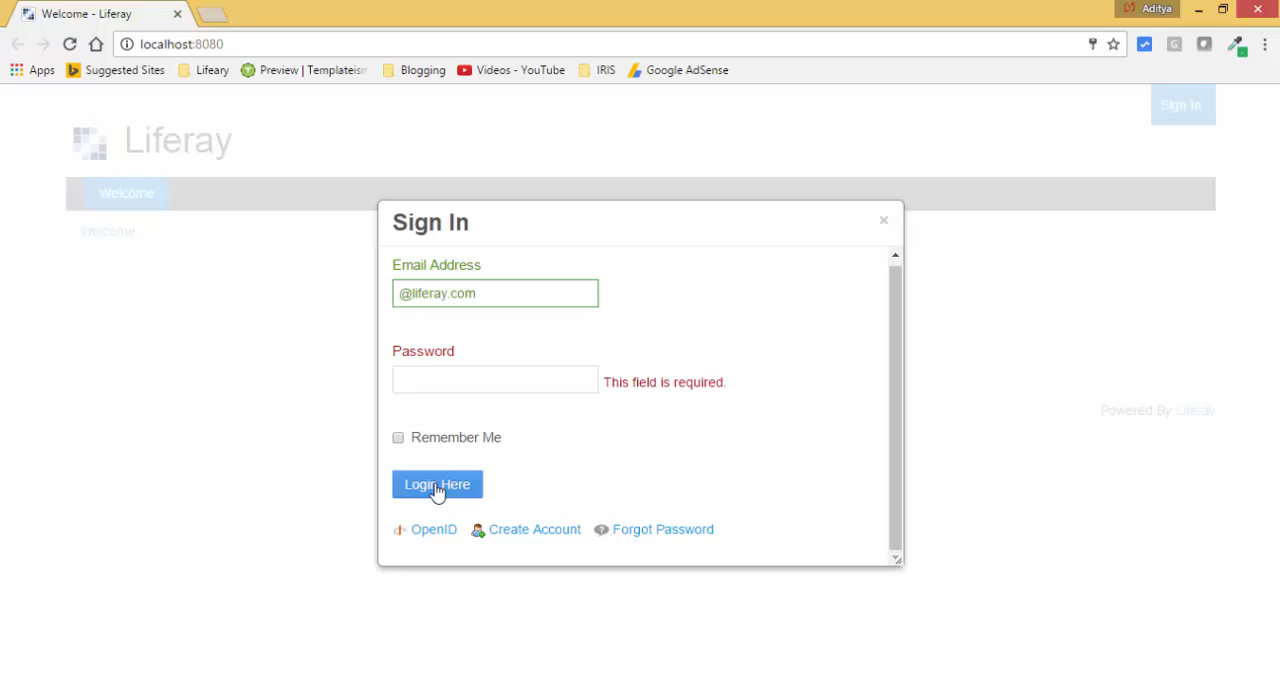 Welcome - Liferay
Aditya
localhost:8080
Apps
Suggested Sites
Lifeary
Preview | Templateism
Blogging
Videos - YouTube
IRIS
Google AdSense
Sign In
Liferay
Welcome
Welcome
Sign In
Email Address
@liferay.com
Password
This field is required.
Remember Me
Login Here
OpenID
Create Account
Forgot Password
Powered By Liferay